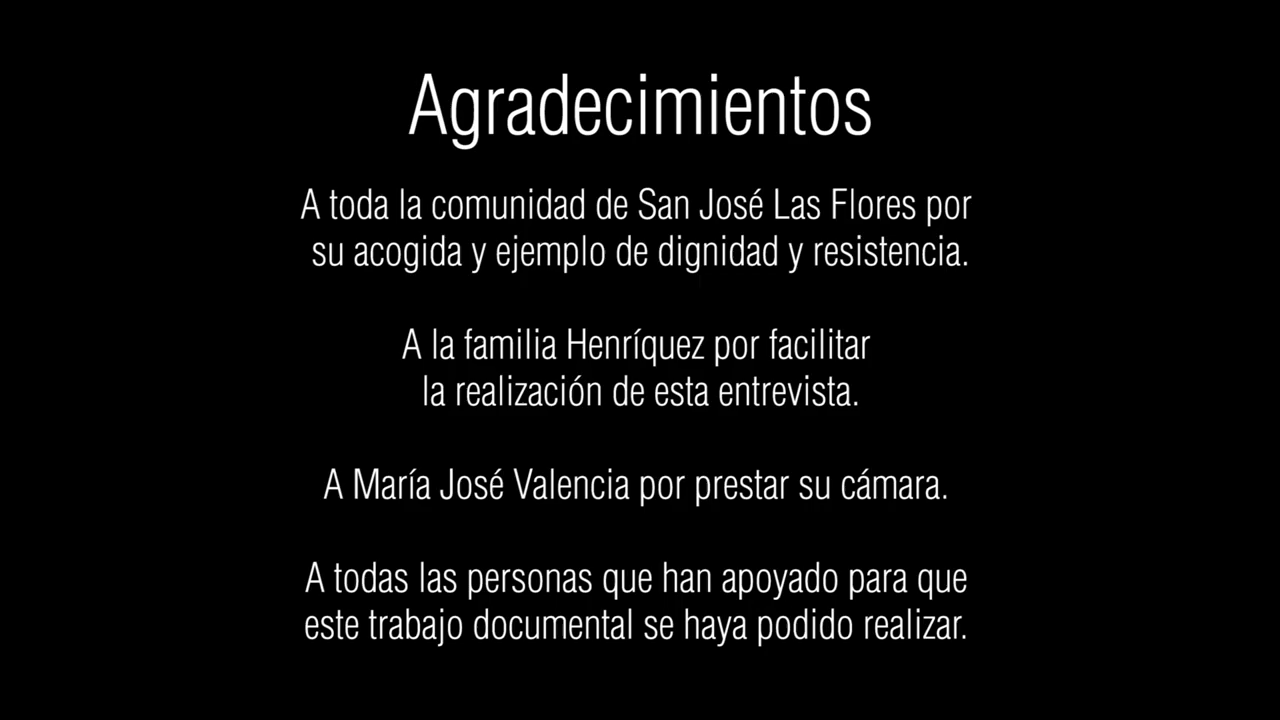 Agradecimientos
A toda la comunidad de San José Las Flores por
su acogida y ejemplo de dignidad y resistencia.
A la familia Henríquez por facilitar
la realización de esta entrevista.
A María José Valencia por prestar su cámara.
A todas las personas que han apoyado para que
este trabajo documental se haya podido realizar.